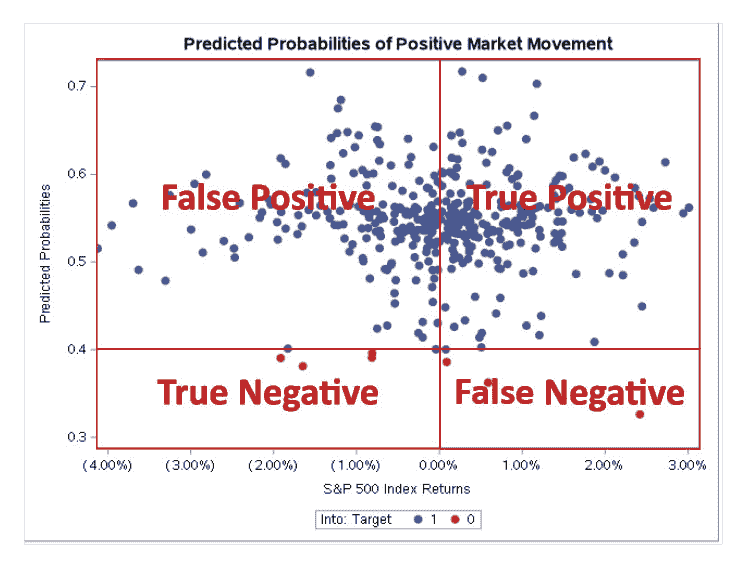 Predicted Probabilities of Positive Market Movement
0.7
0.6
0.5
0.4
0.3
Predicted Probabilities
False Positive
True Positive
True Negative
False Negative
(4.00%) (3.00%) (2.00%) (1.00%) 0.00% 1.00% 2.00% 3.00%
S&P 500 Index Returns
Into: Target 1 0